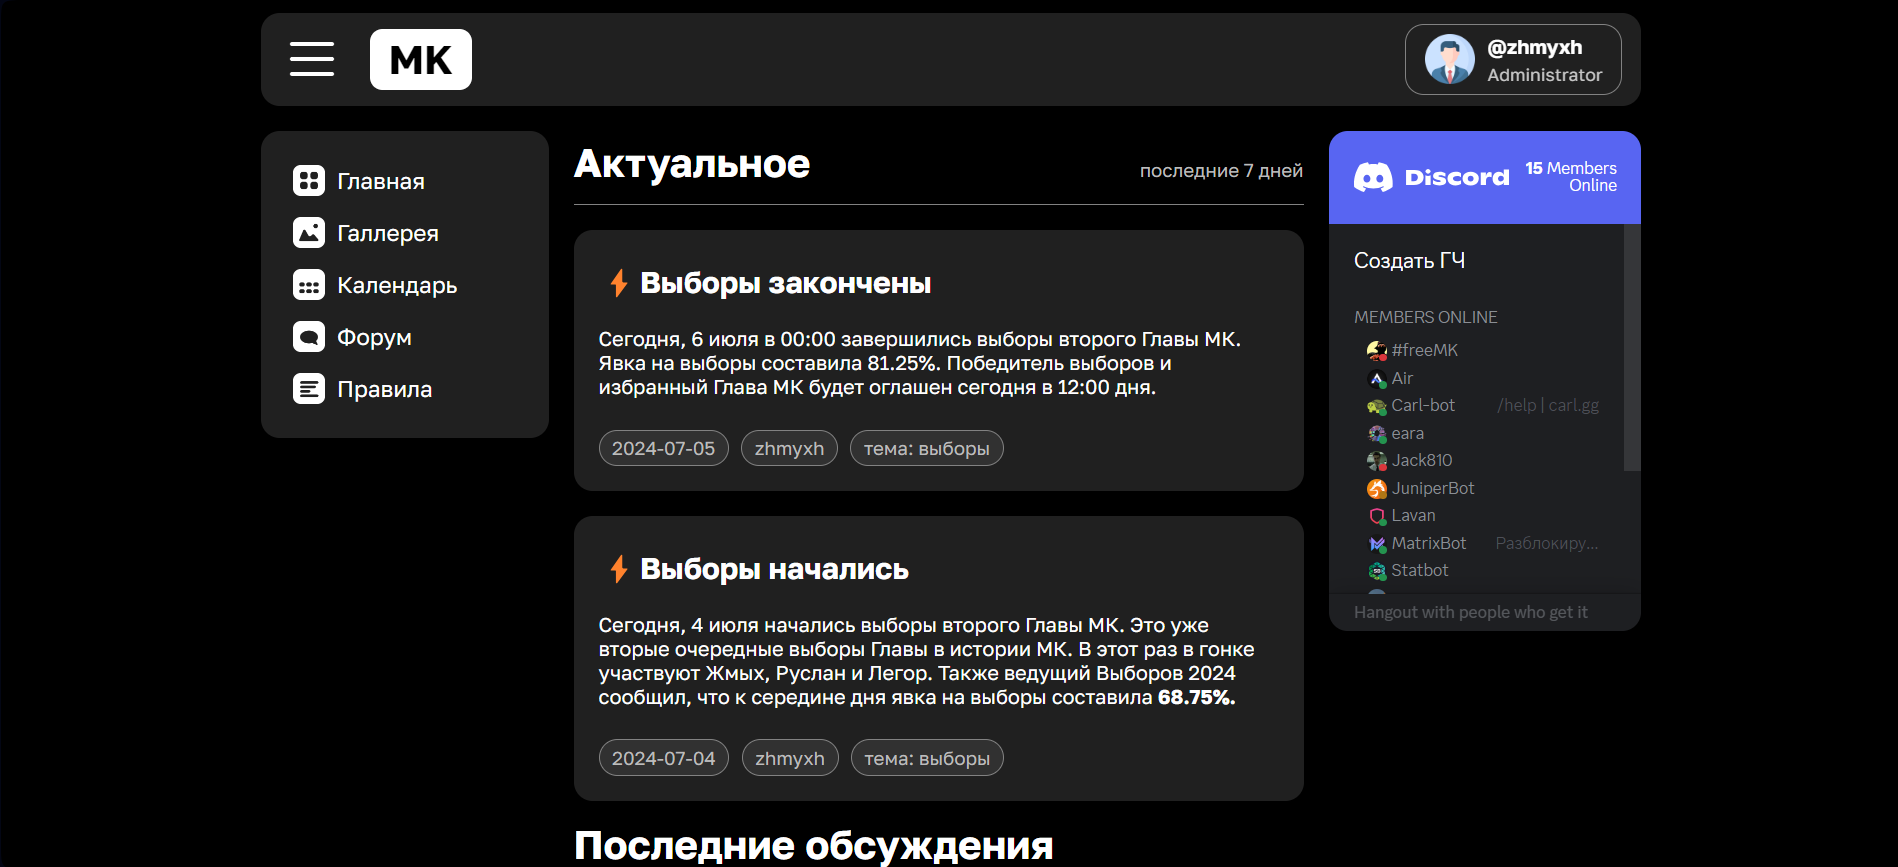 МК
@zhmyxh
Administrator
Главная
Галлерея
Календарь
Форум
Правила
Актуальное
последние 7 дней
Выборы закончены
Сегодня, 6 июля в 00:00 завершились выборы второго Главы МК.
Явка на выборы составила 81.25%. Победитель выборов и
избранный Глава МК будет оглашен сегодня в 12:00 дня.
2024-07-05 zhmyxh тема: выборы
Выборы начались
Сегодня, 4 июля начались выборы второго Главы МК. Это уже
вторые очередные выборы Главы в истории МК. В этот раз в гонке
участвуют Жмых, Руслан и Легор. Также ведущий Выборов 2024
сообщил, что к середине дня явка на выборы составила 68.75%.
2024-07-04 zhmyxh тема: выборы
Последние обсуждения
Discord
15 Members
Online
Создать ГЧ
MEMBERS ONLINE
#freeMK
Air
Carl-bot /help | carl.gg
eara
Jack810
JuniperBot
Lavan
MatrixBot Разблокиру...
Statbot
Hangout with people who get it